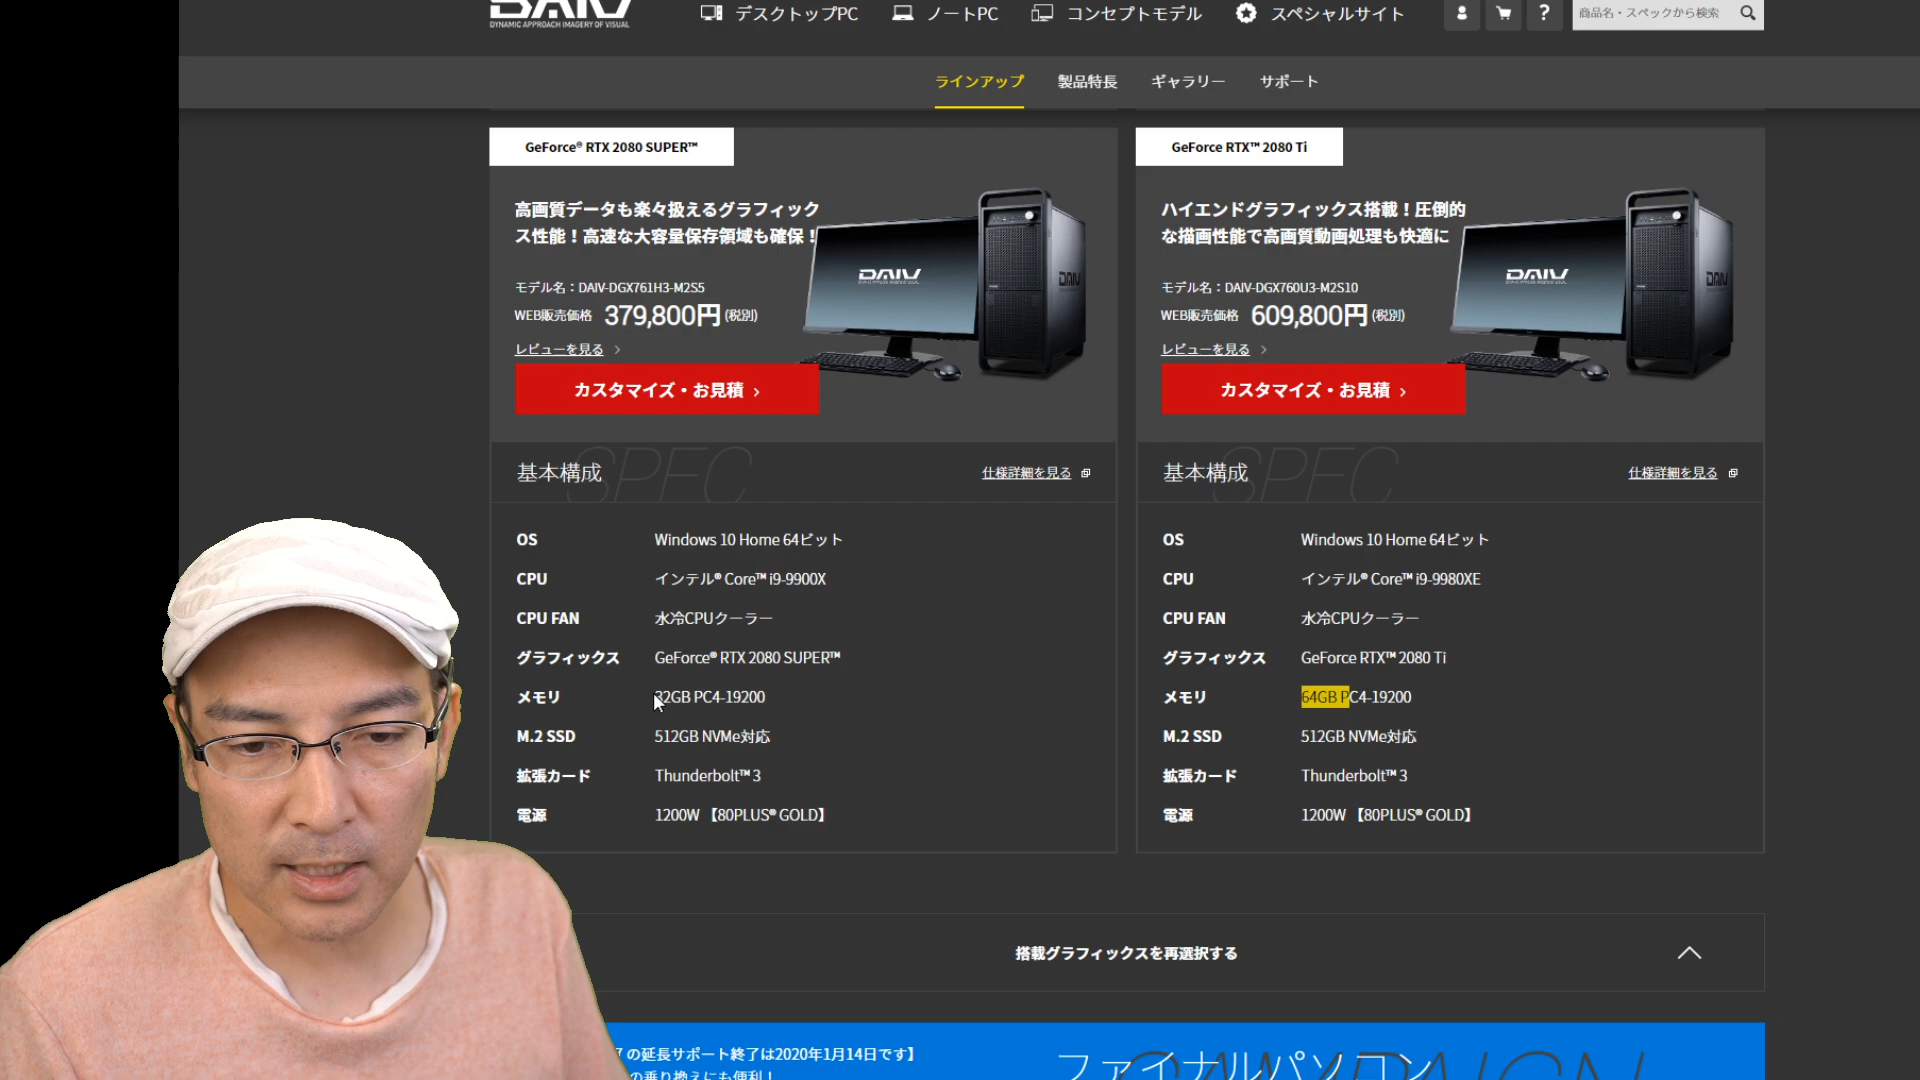 DAIV
DYNAMIC APPROACH IMAGERY OF VISUAL
デスクトップPC
ノートPC
コンセプトモデル
スペシャルサイト
?
商品名・スペックから検索
ラインアップ
製品特長
ギャラリー
サポート
GeForce® RTX 2080 SUPER™
高画質データも楽々扱えるグラフィック
ス性能！高速な大容量保存領域も確保！
モデル名：DAIV-DGX761H3-M2S5
WEB販売価格 379,800円 (税別)
レビューを見る
カスタマイズ・お見積
DAIV
DAIV
基本構成
SPEC
仕様詳細を見る
OS Windows 10 Home 64ビット
CPU インテル® Core™ i9-9900X
CPU FAN 水冷CPUクーラー
グラフィックス GeForce® RTX 2080 SUPER™
メモリ 32GB PC4-19200
M.2 SSD 512GB NVMe対応
拡張カード Thunderbolt™ 3
電源 1200W 【80PLUS® GOLD】
GeForce RTX™ 2080 Ti
ハイエンドグラフィックス搭載！圧倒的
な描画性能で高画質動画処理も快適に
モデル名：DAIV-DGX760U3-M2S10
WEB販売価格 609,800円 (税別)
レビューを見る
カスタマイズ・お見積
DAIV
DAIV
基本構成
SPEC
仕様詳細を見る
OS Windows 10 Home 64ビット
CPU インテル® Core™ i9-9980XE
CPU FAN 水冷CPUクーラー
グラフィックス GeForce RTX™ 2080 Ti
メモリ 64GB PC4-19200
M.2 SSD 512GB NVMe対応
拡張カード Thunderbolt™ 3
電源 1200W 【80PLUS® GOLD】
搭載グラフィックスを再選択する
7 の延長サポート終了は2020年1月14日です】
の乗り換えにも便利！
ファイナルパソコン